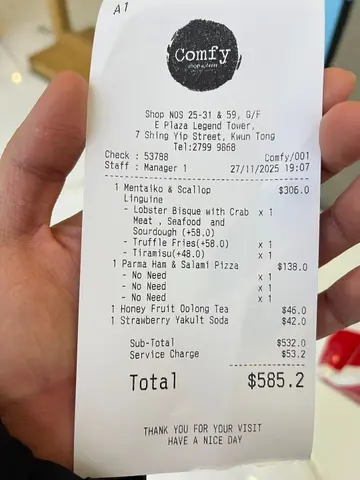 A1
Comfy
Shop NOS 25-31 & 59, G/F
E Plaza Legend Tower,
7 Shing Yip Street, Kwun Tong
Tel:2799 9868
Check : 53788 Comfy/001
Staff : Manager 1 27/11/2025 19:07
1 Mentaiko & Scallop $306.0
Linguine
- Lobster Bisque with Crab x 1
Meat , Seafood and
Sourdough (+58.0)
- Truffle Fries(+58.0) x 1
- Tiramisu(+48.0) x 1
1 Parma Ham & Salami Pizza $138.0
- No Need x 1
- No Need x 1
- No Need x 1
1 Honey Fruit Oolong Tea $46.0
1 Strawberry Yakult Soda $42.0
Sub-Total $532.0
Service Charge $53.2
Total $585.2
THANK YOU FOR YOUR VISIT
HAVE A NICE DAY